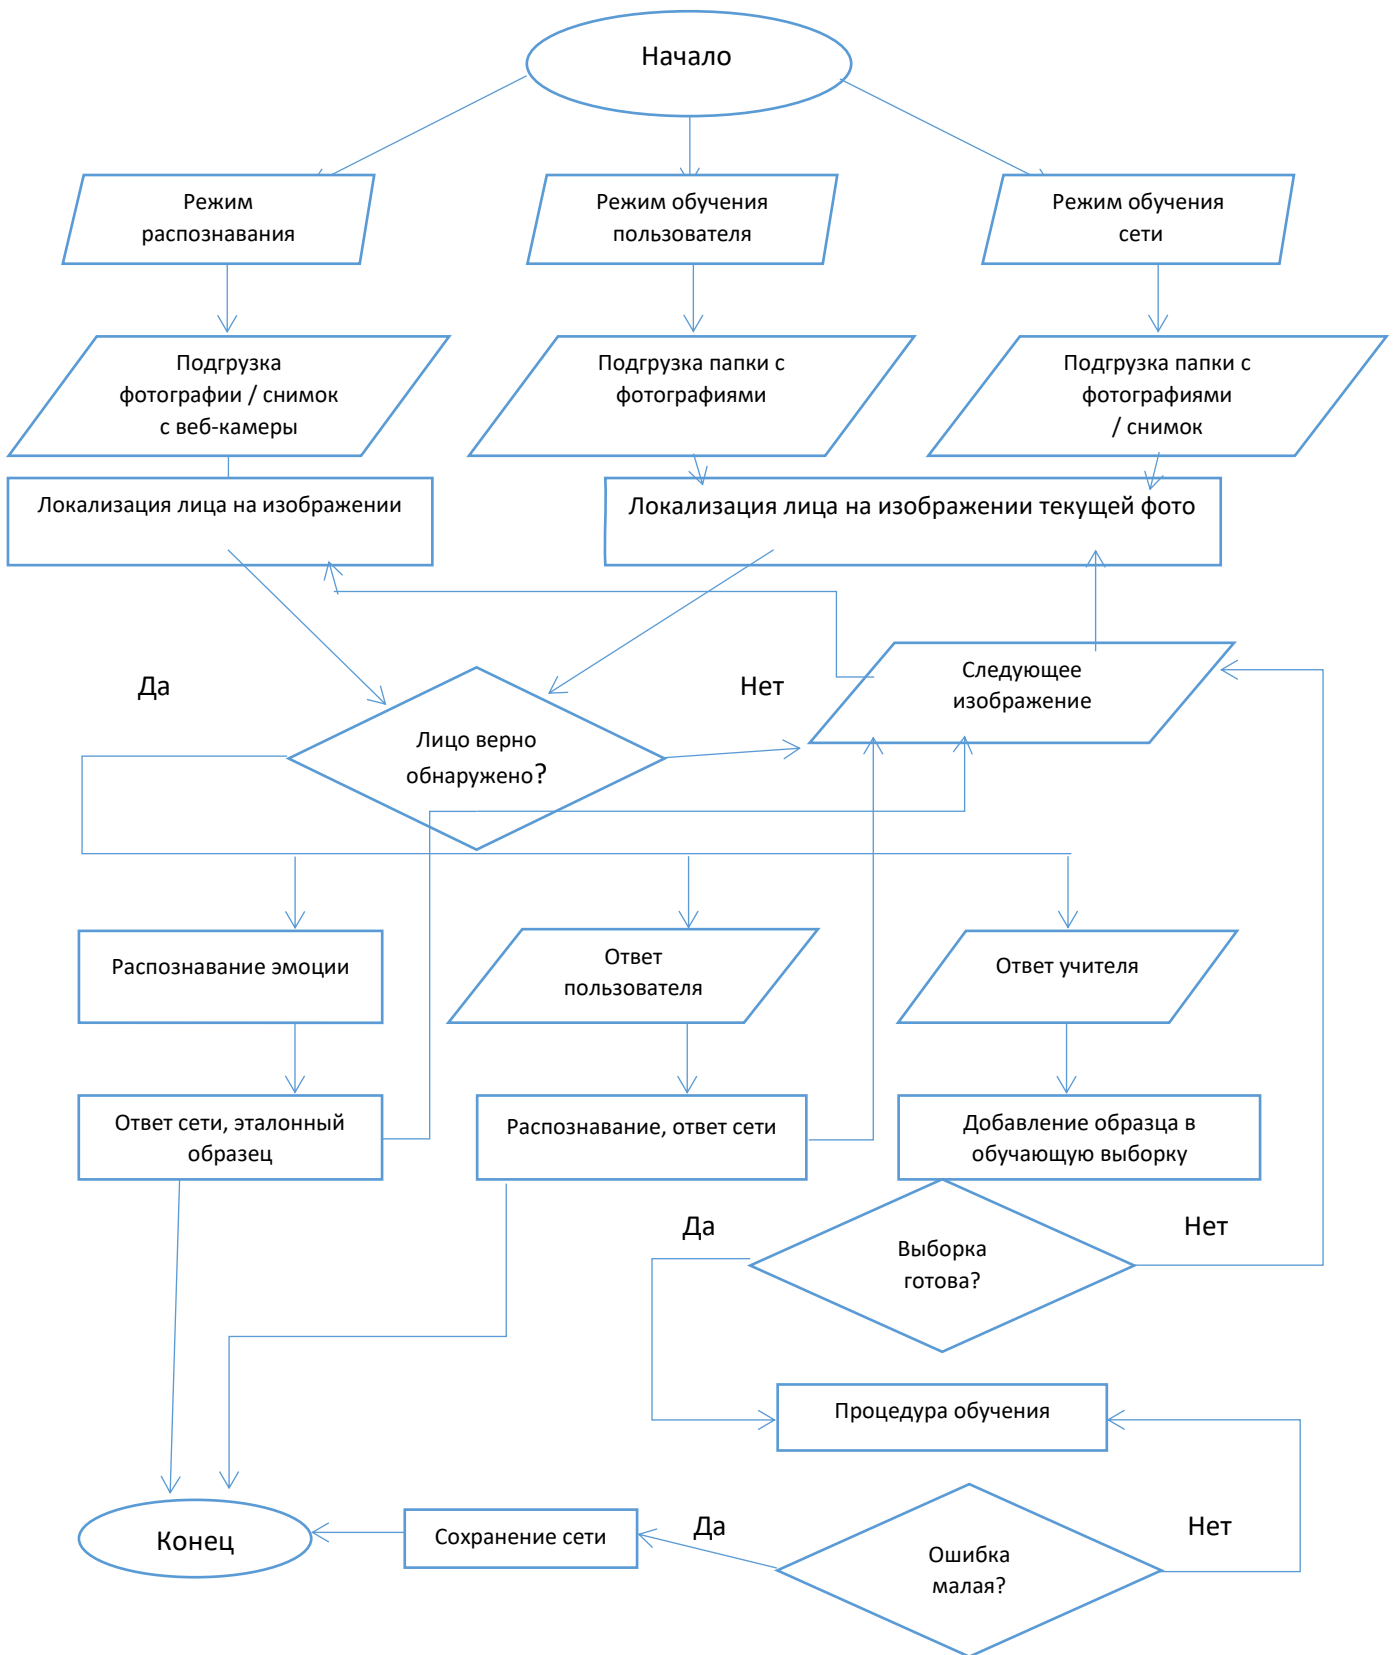 Начало
Режим
распознавания
Режим обучения
пользователя
Режим обучения
сети
Подгрузка
фотографии / снимок
с веб-камеры
Подгрузка папки с
фотографиями
Подгрузка папки с
фотографиями
/ снимок
Локализация лица на изображении
Локализация лица на изображении текущей фото
Да
Лицо верно
обнаружено?
Нет
Следующее
изображение
Распознавание эмоции
Ответ
пользователя
Ответ учителя
Ответ сети, эталонный
образец
Распознавание, ответ сети
Добавление образца в
обучающую выборку
Да
Выборка
готова?
Нет
Процедура обучения
Конец
Сохранение сети
Да
Ошибка
малая?
Нет